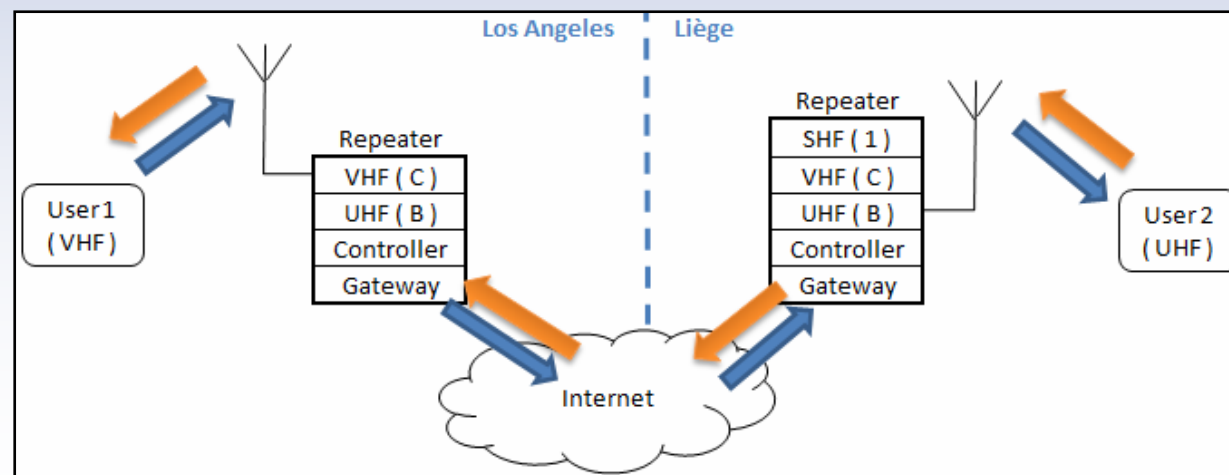 Los Angeles
Liège
Repeater
VHF ( C )
UHF ( B )
Controller
Gateway
User1
( VHF )
Repeater
SHF ( 1 )
VHF ( C )
UHF ( B )
Controller
Gateway
User2
( UHF )
Internet